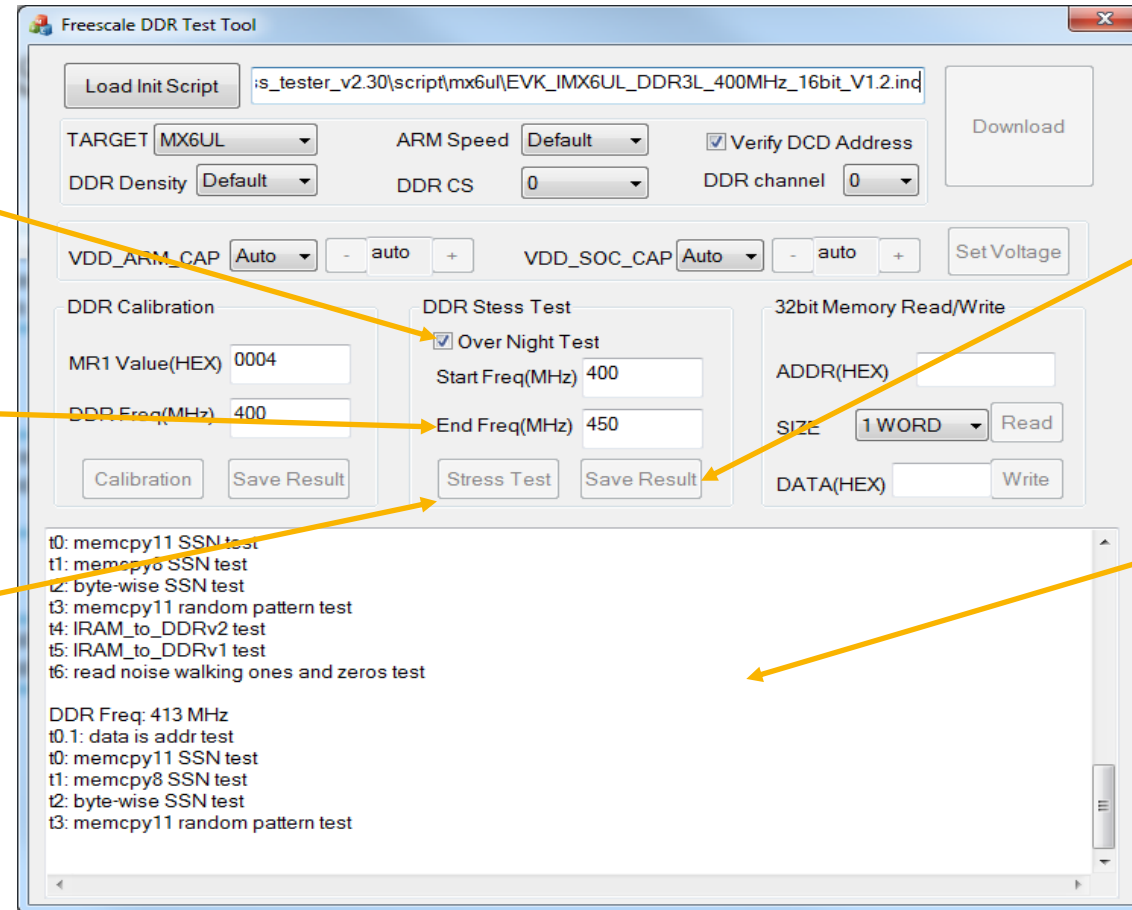 Freescale DDR Test Tool
Load Init Script
s_tester_v2.30\script\mx6ul\EVK_IMX6UL_DDR3L_400MHz_16bit_V1.2.inc
Download
TARGET MX6UL ARM Speed Default Verify DCD Address
DDR Density Default DDR CS 0 DDR channel 0
VDD_ARM_CAP Auto - auto + VDD_SOC_CAP Auto - auto + Set Voltage
DDR Calibration
MR1 Value(HEX) 0004
DDR Freq(MHz) 400
Calibration Save Result
DDR Stess Test
Over Night Test
Start Freq(MHz) 400
End Freq(MHz) 450
Stress Test Save Result
32bit Memory Read/Write
ADDR(HEX)
SIZE 1 WORD Read
DATA(HEX) Write
t0: memcpy11 SSN test
t1: memcpy8 SSN test
t2: byte-wise SSN test
t3: memcpy11 random pattern test
t4: IRAM_to_DDRv2 test
t5: IRAM_to_DDRv1 test
t6: read noise walking ones and zeros test
DDR Freq: 413 MHz
t0.1: data is addr test
t0: memcpy11 SSN test
t1: memcpy8 SSN test
t2: byte-wise SSN test
t3: memcpy11 random pattern test